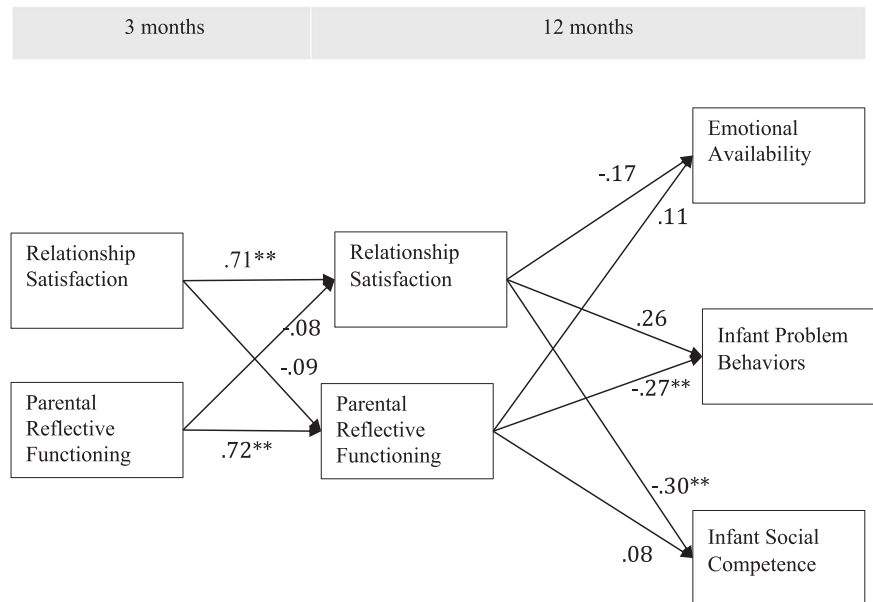 3 months
12 months
Emotional
Availability
-.17
.11
Relationship
Satisfaction
.71**
Relationship
Satisfaction
-.08
.26
Infant Problem
Behaviors
-.09
-.27**
Parental
Reflective
Functioning
.72**
Parental
Reflective
Functioning
-.30**
.08
Infant Social
Competence